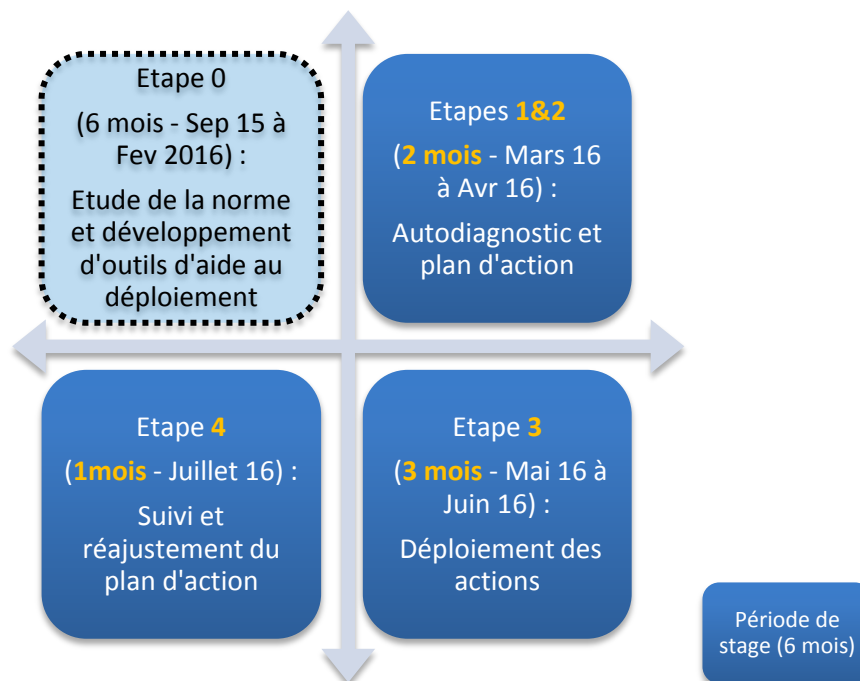 Etape 0
(6 mois - Sep 15 à
Fev 2016) :
Etude de la norme
et développement
d'outils d'aide au
déploiement
Etapes 1&2
(2 mois - Mars 16
à Avr 16) :
Autodiagnostic et
plan d'action
Etape 4
(1mois - Juillet 16) :
Suivi et
réajustement du
plan d'action
Etape 3
(3 mois - Mai 16 à
Juin 16) :
Déploiement des
actions
Période de
stage (6 mois)